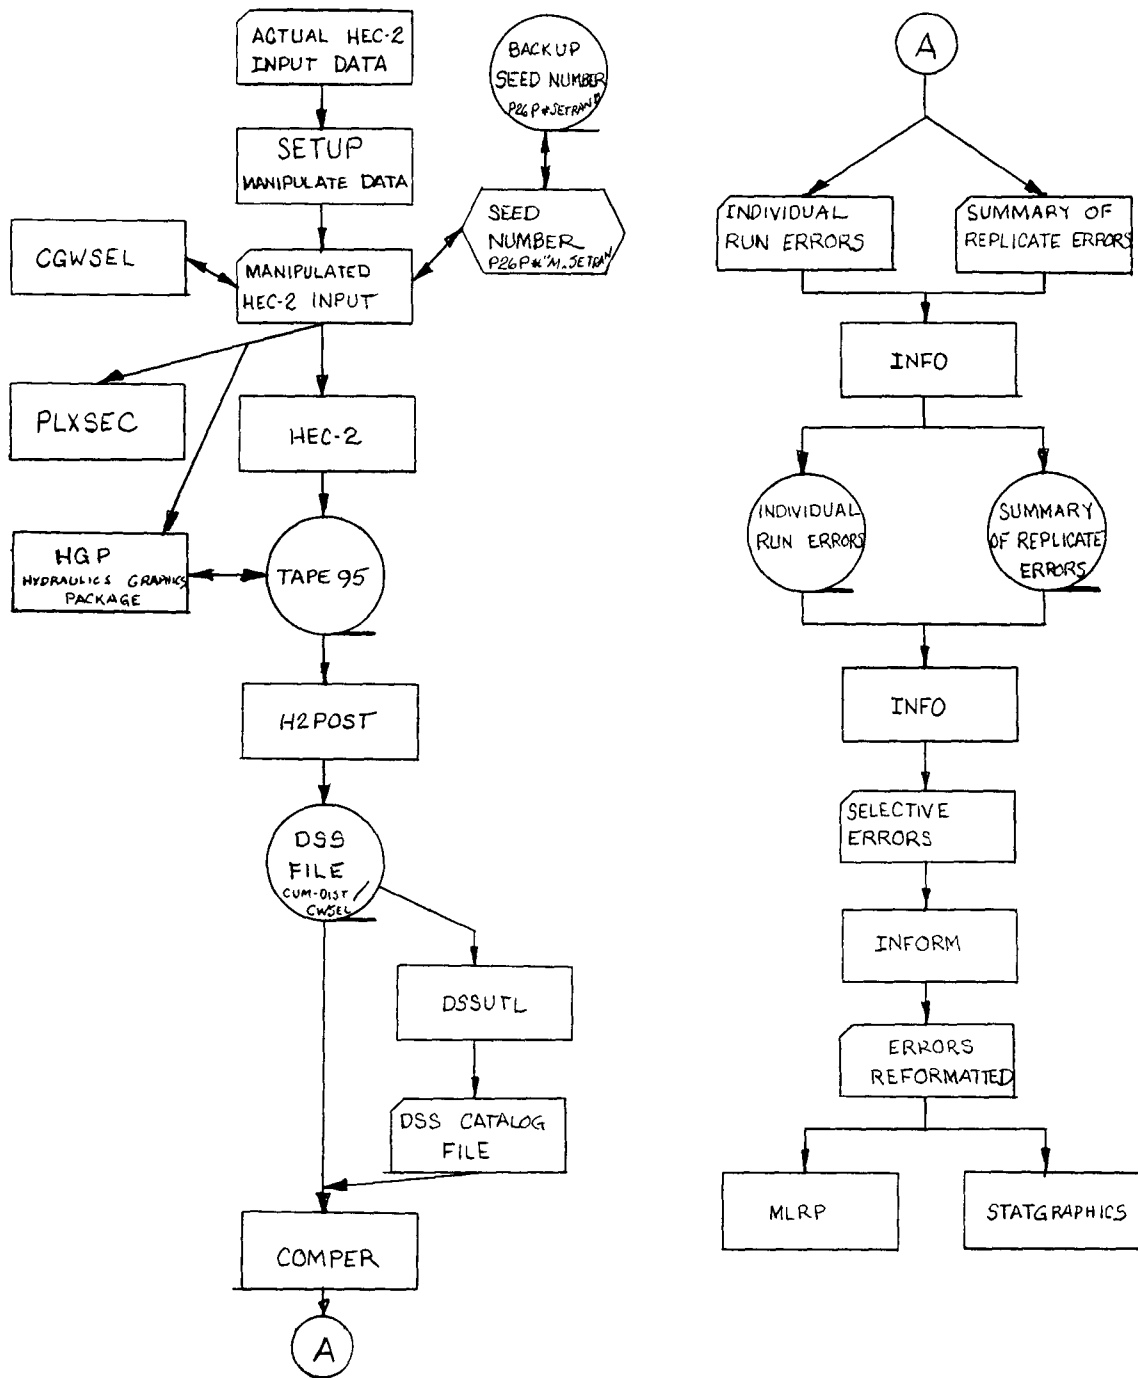 ACTUAL HEC-2
INPUT DATA
BACKUP
SEED NUMBER
SETUP
MANIPULATE DATA
SEED
NUMBER
CGWSEL
MANIPULATED
HEC-2 INPUT
PLXSEC
HEC-2
HGP
HYDRAULICS GRAPHICS
PACKAGE
TAPE 95
H2POST
DSS
FILE
CUM-DIST /
CWSEL
DSSUTL
DSS CATALOG
FILE
COMPER
A
A
INDIVIDUAL
RUN ERRORS
SUMMARY OF
REPLICATE ERRORS
INFO
INDIVIDUAL
RUN ERRORS
SUMMARY
OF REPLICATE
ERRORS
INFO
SELECTIVE
ERRORS
INFORM
ERRORS
REFORMATTED
MLRP
STATGRAPHICS